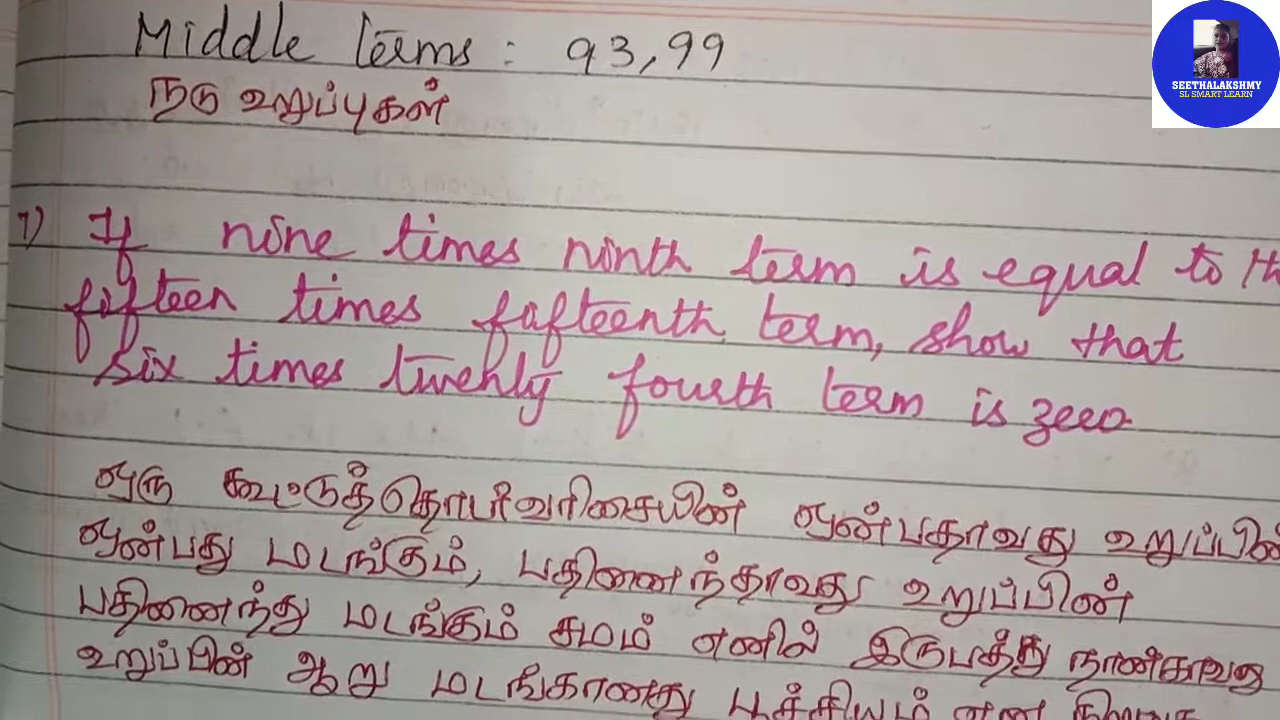 Middle terms : 93, 99
நடு உறுப்புகள்
SEETHALAKSHMY
SL SMART LEARN
7) If nine times ninth term is equal to th
fifteen times fifteenth term, show that
six times twenty fourth term is zero
ஒரு கூட்டுத்தொடர்வரிசையின் ஒன்பதாவது உறுப்பின்
ஒன்பது மடங்கும், பதினைந்தாவது உறுப்பின்
பதினைந்து மடங்கும் சமம் எனில் இருபத்து நான்காவது
உறுப்பின் ஆறு மடங்கானது பூச்சியம் என நிறுவுக